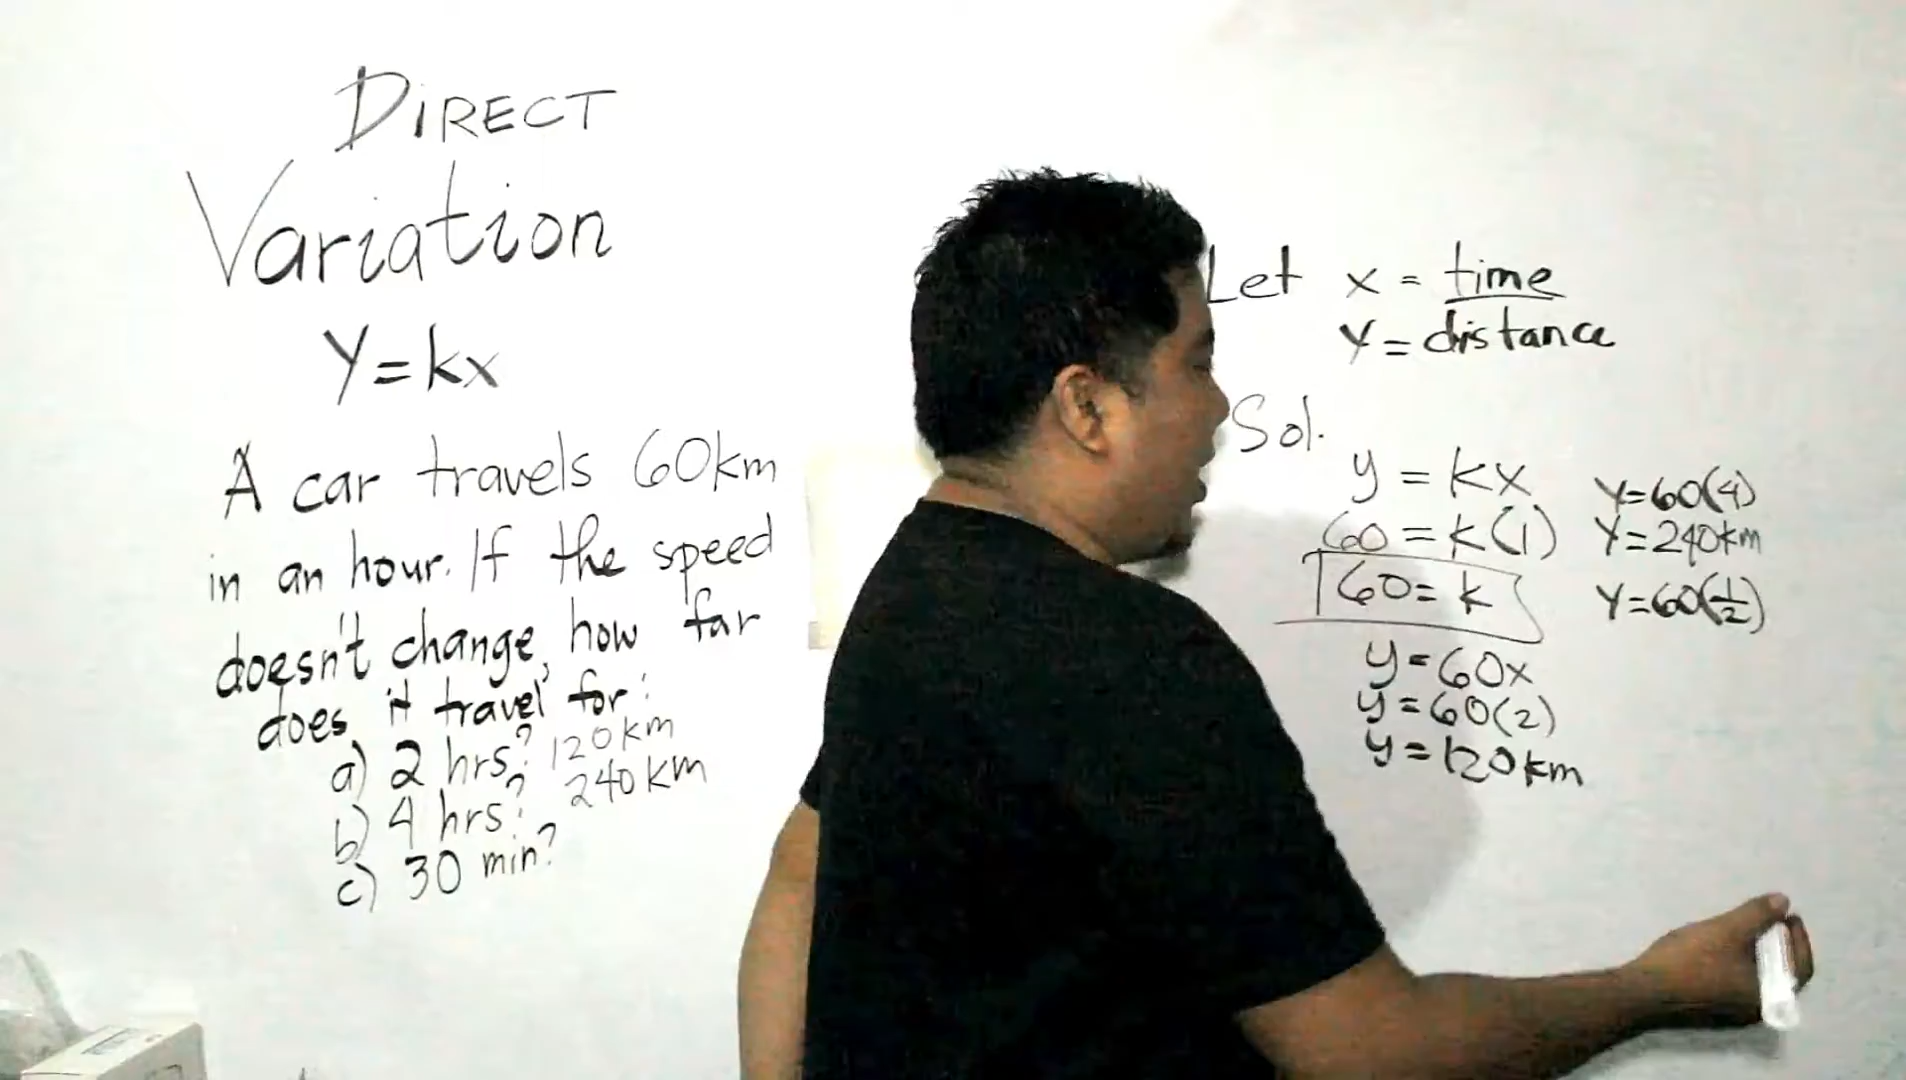 DiRECT
Variation
Y=kx
A car travels 60km
in an hour. If the speed
doesn't change, how far
does it travel for:
a) 2 hrs? 120km
b) 4 hrs? 240km
c) 30 min?
Let x = time
Y = distance
Sol.
y = kx
60 = k(1)
60 = k
y = 60x
y = 60(2)
y = 120km
Y=60(4)
Y=240km
Y=60(1/2)